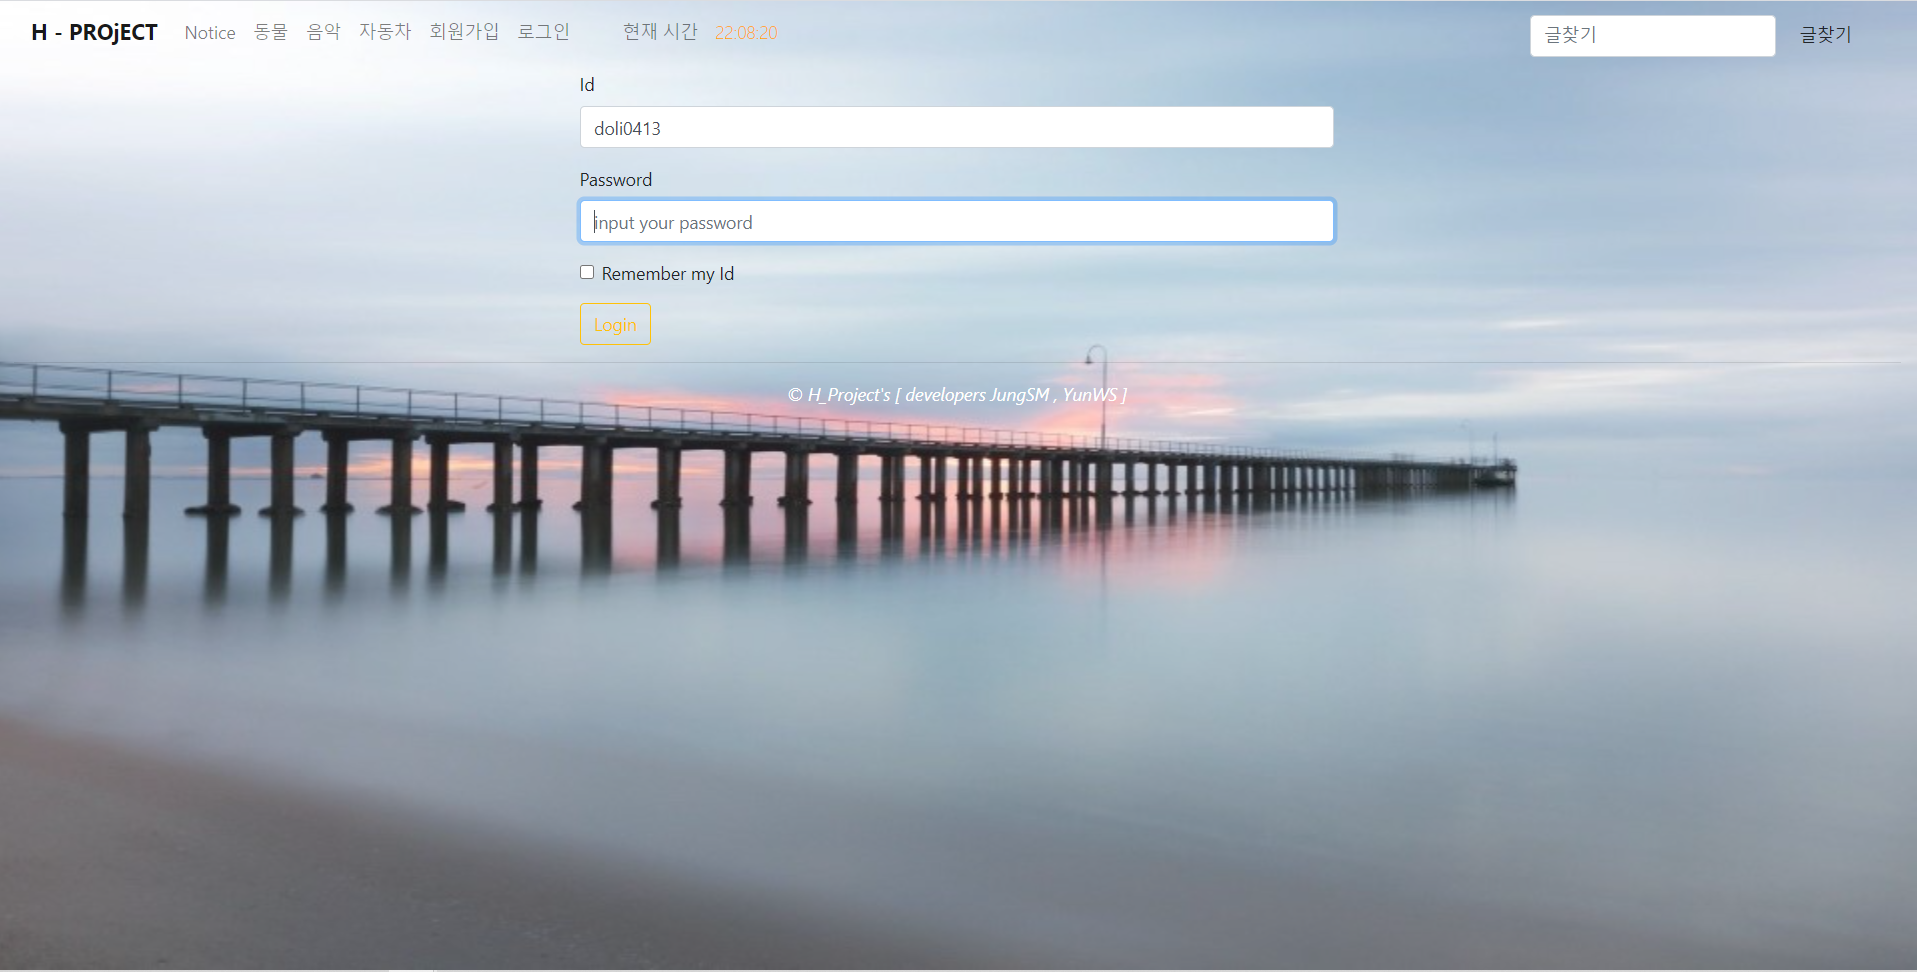 H - PROjECT Notice 동물 음악 자동차 회원가입 로그인 현재 시간 22:08:20 글찾기 글찾기
Id
doli0413
Password
input your password
Remember my Id
Login
© H_Project's [ developers JungSM , YunWS ]